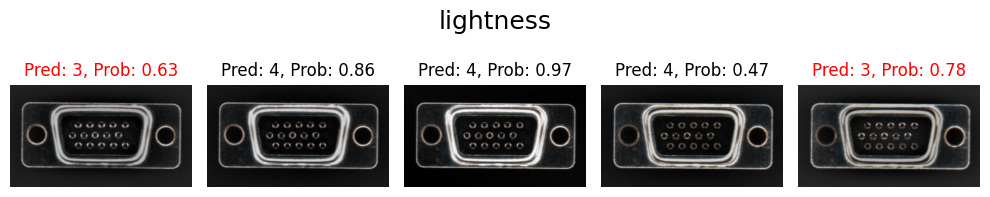 lightness
Pred: 3, Prob: 0.63
Pred: 4, Prob: 0.86
Pred: 4, Prob: 0.97
Pred: 4, Prob: 0.47
Pred: 3, Prob: 0.78